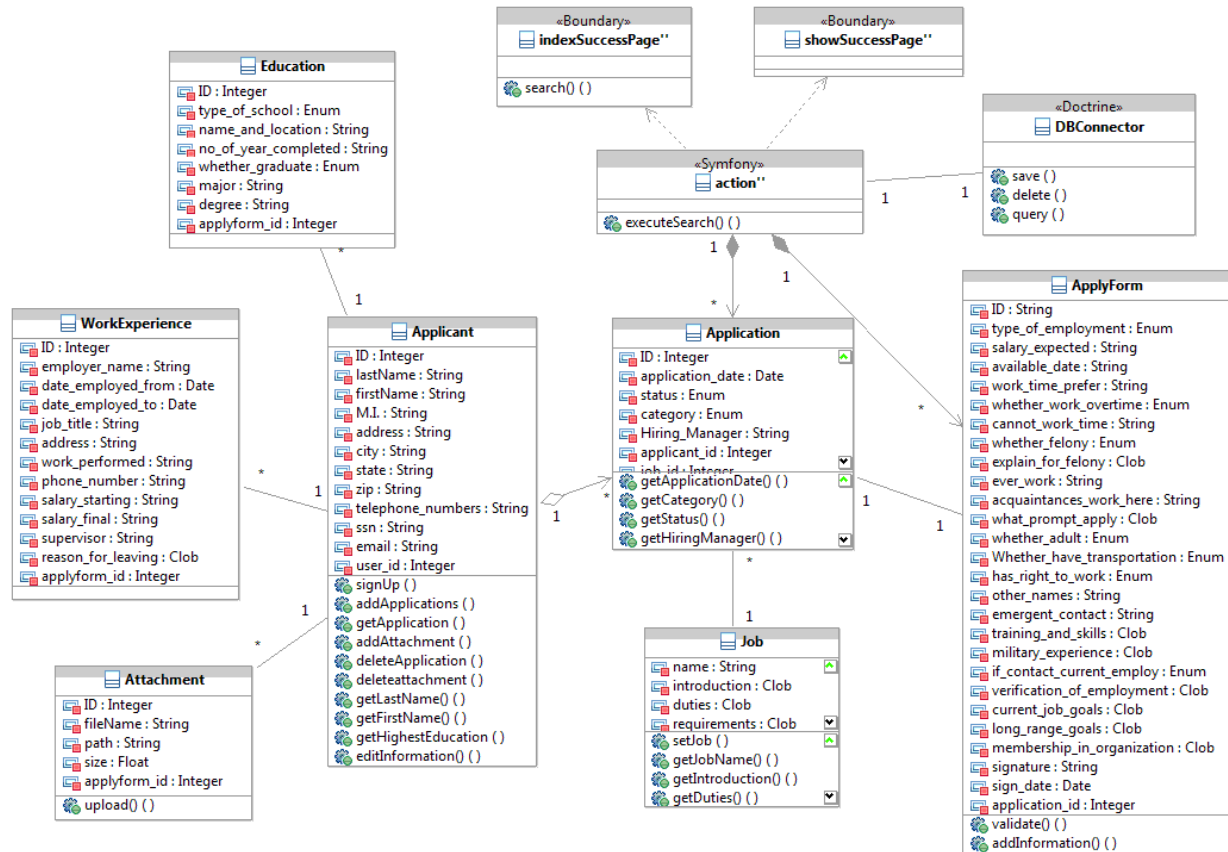 «Boundary»
indexSuccessPage''
search() ( )
«Boundary»
showSuccessPage''
Education
ID : Integer
type_of_school : Enum
name_and_location : String
no_of_year_completed : String
whether_graduate : Enum
major : String
degree : String
applyform_id : Integer
«Doctrine»
DBConnector
save ( )
delete ( )
query ( )
«Symfony»
action''
executeSearch() ( )
1
1
*
1
1
1
*
*
WorkExperience
ID : Integer
employer_name : String
date_employed_from : Date
date_employed_to : Date
job_title : String
address : String
work_performed : String
phone_number : String
salary_starting : String
salary_final : String
supervisor : String
reason_for_leaving : Clob
applyform_id : Integer
*
1
Applicant
ID : Integer
lastName : String
firstName : String
M.I. : String
address : String
city : String
state : String
zip : String
telephone_numbers : String
ssn : String
email : String
user_id : Integer
signUp ( )
addApplications ( )
getApplication ( )
addAttachment ( )
deleteApplication ( )
deleteattachment ( )
getLastName() ( )
getFirstName() ( )
getHighestEducation ( )
editInformation() ( )
1
*
Application
ID : Integer
application_date : Date
status : Enum
category : Enum
Hiring_Manager : String
applicant_id : Integer
job_id : Integer
getApplicationDate() ( )
getCategory() ( )
getStatus() ( )
getHiringManager() ( )
1
1
*
1
ApplyForm
ID : String
type_of_employment : Enum
salary_expected : String
available_date : String
work_time_prefer : String
whether_work_overtime : Enum
cannot_work_time : String
whether_felony : Enum
explain_for_felony : Clob
ever_work : String
acquaintances_work_here : String
what_prompt_apply : Clob
whether_adult : Enum
Whether_have_transportation : Enum
has_right_to_work : Enum
other_names : String
emergent_contact : String
training_and_skills : Clob
military_experience : Clob
if_contact_current_employ : Enum
verification_of_employment : Clob
current_job_goals : Clob
long_range_goals : Clob
membership_in_organization : Clob
signature : String
sign_date : Date
application_id : Integer
validate() ( )
addInformation() ( )
1
*
Attachment
ID : Integer
fileName : String
path : String
size : Float
applyform_id : Integer
upload() ( )
Job
name : String
introduction : Clob
duties : Clob
requirements : Clob
setJob ( )
getJobName() ( )
getIntroduction() ( )
getDuties() ( )